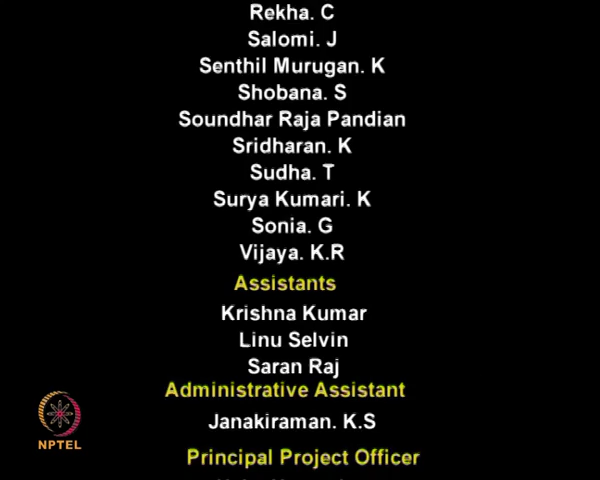 Rekha. C
Salomi. J
Senthil Murugan. K
Shobana. S
Soundhar Raja Pandian
Sridharan. K
Sudha. T
Surya Kumari. K
Sonia. G
Vijaya. K.R
Assistants
Krishna Kumar
Linu Selvin
Saran Raj
Administrative Assistant
Janakiraman. K.S
NPTEL
Principal Project Officer